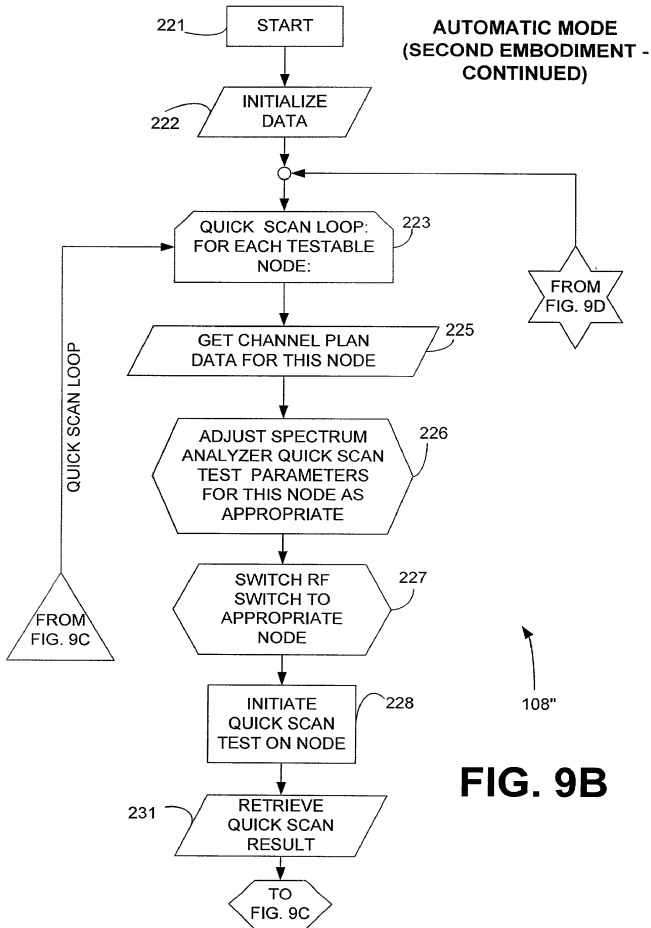 221
START
AUTOMATIC MODE
(SECOND EMBODIMENT -
CONTINUED)
222
INITIALIZE
DATA
QUICK SCAN LOOP:
FOR EACH TESTABLE
NODE:
223
FROM
FIG. 9D
GET CHANNEL PLAN
DATA FOR THIS NODE
225
QUICK SCAN LOOP
ADJUST SPECTRUM
ANALYZER QUICK SCAN
TEST PARAMETERS
FOR THIS NODE AS
APPROPRIATE
226
SWITCH RF
SWITCH TO
APPROPRIATE
NODE
227
FROM
FIG. 9C
INITIATE
QUICK SCAN
TEST ON NODE
228
108"
FIG. 9B
231
RETRIEVE
QUICK SCAN
RESULT
TO
FIG. 9C